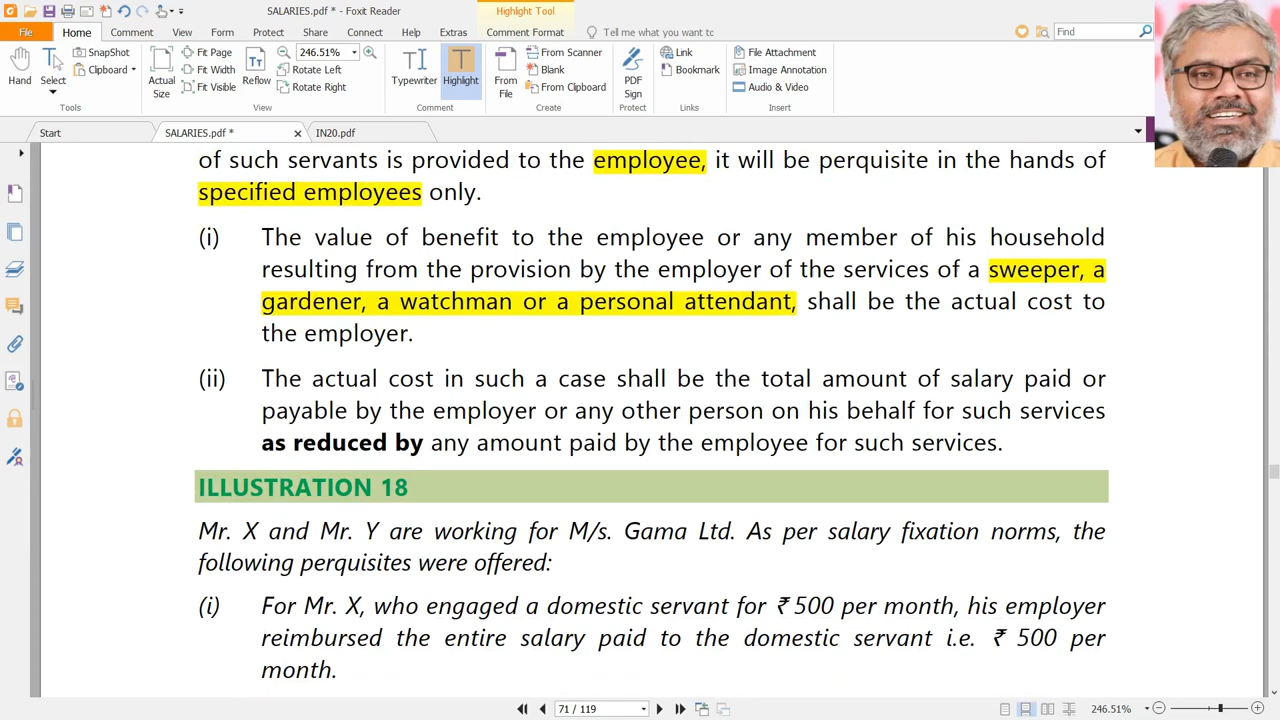 SALARIES.pdf * - Foxit Reader
Highlight Tool
File Home Comment View Form Protect Share Connect Help Extras Comment Format Tell me what you want tc Find
Hand
Select
SnapShot
Clipboard
Tools
Actual Size
Fit Page
Fit Width
Fit Visible
Reflow
246.51%
Rotate Left
Rotate Right
View
Typewriter
Highlight
Comment
From File
From Scanner
Blank
From Clipboard
Create
PDF Sign
Protect
Link
Bookmark
Links
File Attachment
Image Annotation
Audio & Video
Insert
Start SALARIES.pdf * IN20.pdf
of such servants is provided to the employee, it will be perquisite in the hands of
specified employees only.
(i) The value of benefit to the employee or any member of his household
resulting from the provision by the employer of the services of a sweeper, a
gardener, a watchman or a personal attendant, shall be the actual cost to
the employer.
(ii) The actual cost in such a case shall be the total amount of salary paid or
payable by the employer or any other person on his behalf for such services
as reduced by any amount paid by the employee for such services.
ILLUSTRATION 18
Mr. X and Mr. Y are working for M/s. Gama Ltd. As per salary fixation norms, the
following perquisites were offered:
(i) For Mr. X, who engaged a domestic servant for ₹ 500 per month, his employer
reimbursed the entire salary paid to the domestic servant i.e. ₹ 500 per
month.
71 / 119
246.51%